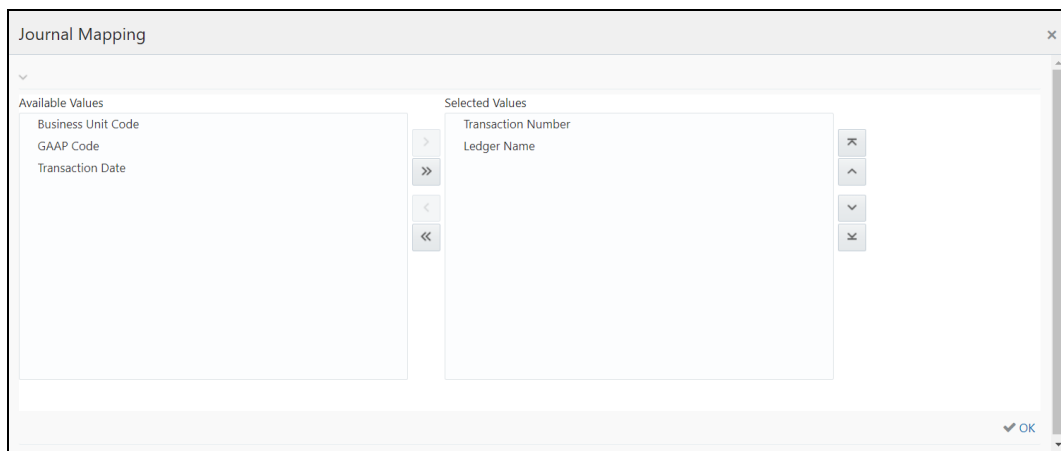 Journal Mapping
Available Values
Selected Values
Business Unit Code
GAAP Code
Transaction Date
Transaction Number
Ledger Name
OK